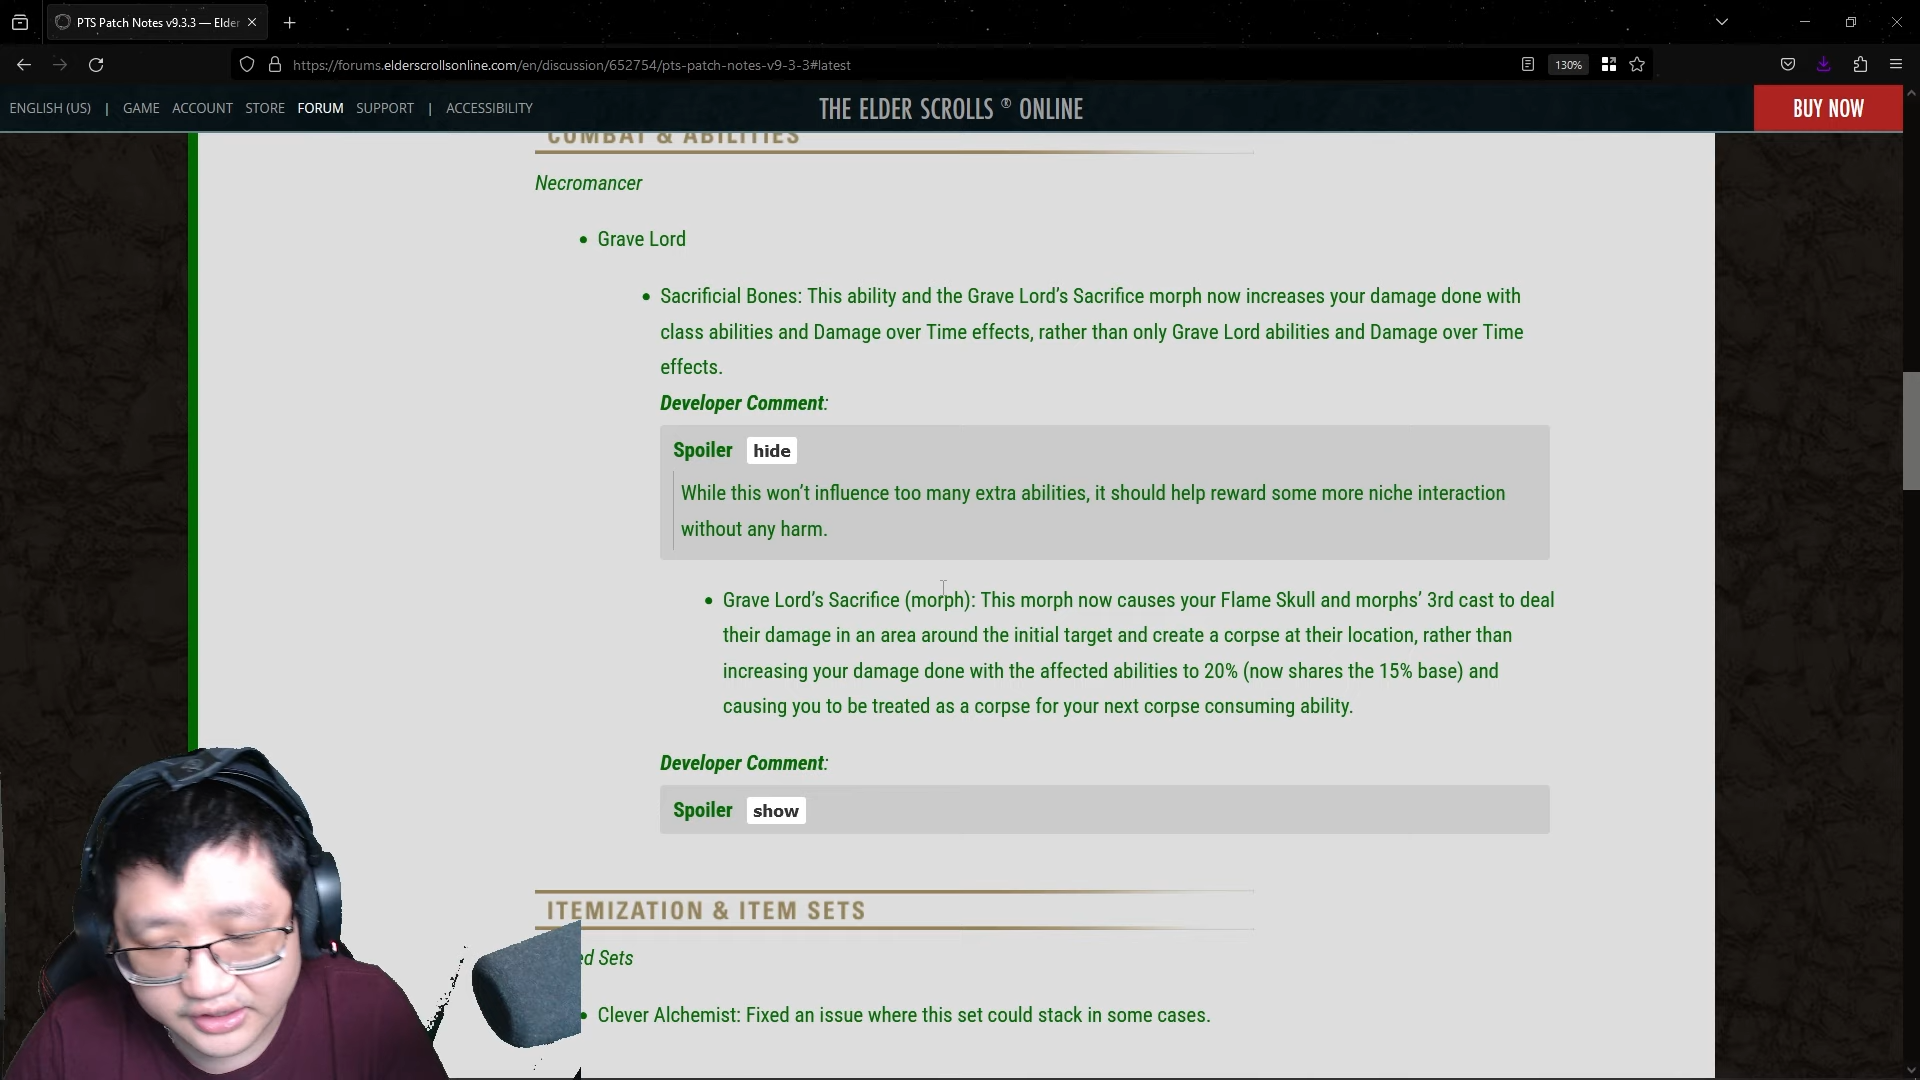 PTS Patch Notes v9.3.3 — Elder
https://forums.elderscrollsonline.com/en/discussion/652754/pts-patch-notes-v9-3-3#latest
130%
ENGLISH (US) | GAME ACCOUNT STORE FORUM SUPPORT | ACCESSIBILITY
THE ELDER SCROLLS ® ONLINE
BUY NOW
COMBAT & ABILITIES
Necromancer
Grave Lord
Sacrificial Bones: This ability and the Grave Lord’s Sacrifice morph now increases your damage done with
class abilities and Damage over Time effects, rather than only Grave Lord abilities and Damage over Time
effects.
Developer Comment:
Spoiler hide
While this won’t influence too many extra abilities, it should help reward some more niche interaction
without any harm.
Grave Lord’s Sacrifice (morph): This morph now causes your Flame Skull and morphs’ 3rd cast to deal
their damage in an area around the initial target and create a corpse at their location, rather than
increasing your damage done with the affected abilities to 20% (now shares the 15% base) and
causing you to be treated as a corpse for your next corpse consuming ability.
Developer Comment:
Spoiler show
ITEMIZATION & ITEM SETS
ed Sets
Clever Alchemist: Fixed an issue where this set could stack in some cases.